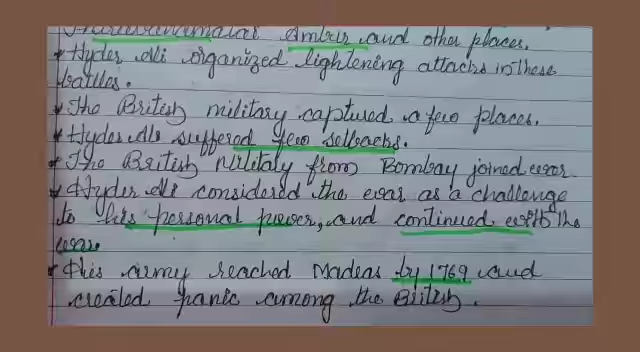 Ambur and other places.
* Hyder Ali organized lightening attacks in these
battles.
* The British military captured a few places.
* Hyder Ali suffered few setbacks.
* The British Military from Bombay joined war
* Hyder Ali considered the war as a challenge
to his personal power, and continued with the
war.
* This army reached Madras by 1769 and
created panic among the British.